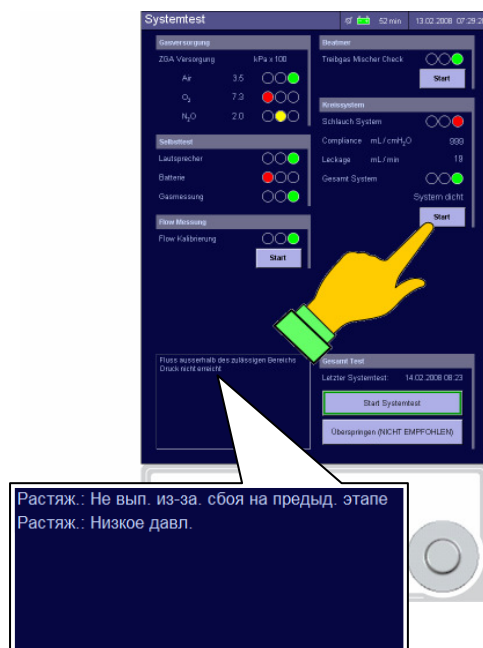 Systemtest
52 min
13.02.2008 07:29:2
Gasversorgung
ZGA Versorgung kPa x 100
Air 3.5
O₂ 7.3
N₂O 2.0
Selbsttest
Lautsprecher
Batterie
Gasmessung
Flow Messung
Flow Kalibrierung
Start
Beatmer
Treibgas Mischer Check
Start
Kreissystem
Schlauch System
Compliance mL/cmH₂O 999
Leckage mL/min 19
Gesamt System
System dicht
Start
Fluss ausserhalb des zulässigen Bereichs
Druck nicht erreicht
Gesamt Test
Letzter Systemtest: 14.02.2008 08:23
Start Systemtest
Überspringen (NICHT EMPFOHLEN)
Растяж.: Не вып. из-за. сбоя на предыд. этапе
Растяж.: Низкое давл.